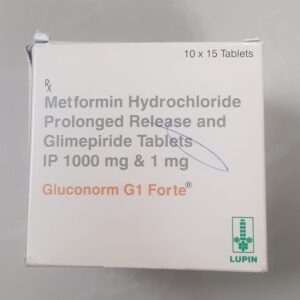 10 x 15 Tablets
Rx
Metformin Hydrochloride
Prolonged Release and
Glimepiride Tablets
IP 1000 mg & 1 mg
Gluconorm G1 Forte®
LUPIN